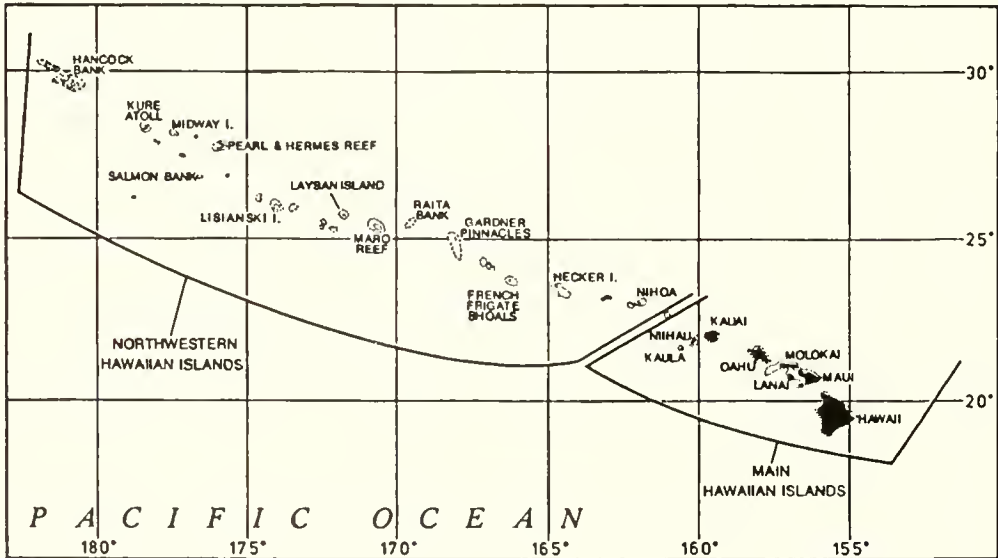 HANCOCK
BANK
30°
KURE
ATOLL
MIDWAY I.
PEARL & HERMES REEF
SALMON BANK
LAYSAN ISLAND
LISIANSKI I.
RAITA
BANK
GARDNER
PINNACLES
MARO
REEF
25°
NECKER I.
NIHOA
FRENCH
FRIGATE
SHOALS
NORTHWESTERN
HAWAIIAN ISLANDS
KAUAI
NIIHAU
KAULA
OAHU
MOLOKAI
LANAI
MAUI
20°
HAWAII
MAIN
HAWAIIAN ISLANDS
PACIFIC OCEAN
180° 175° 170° 165° 160° 155°